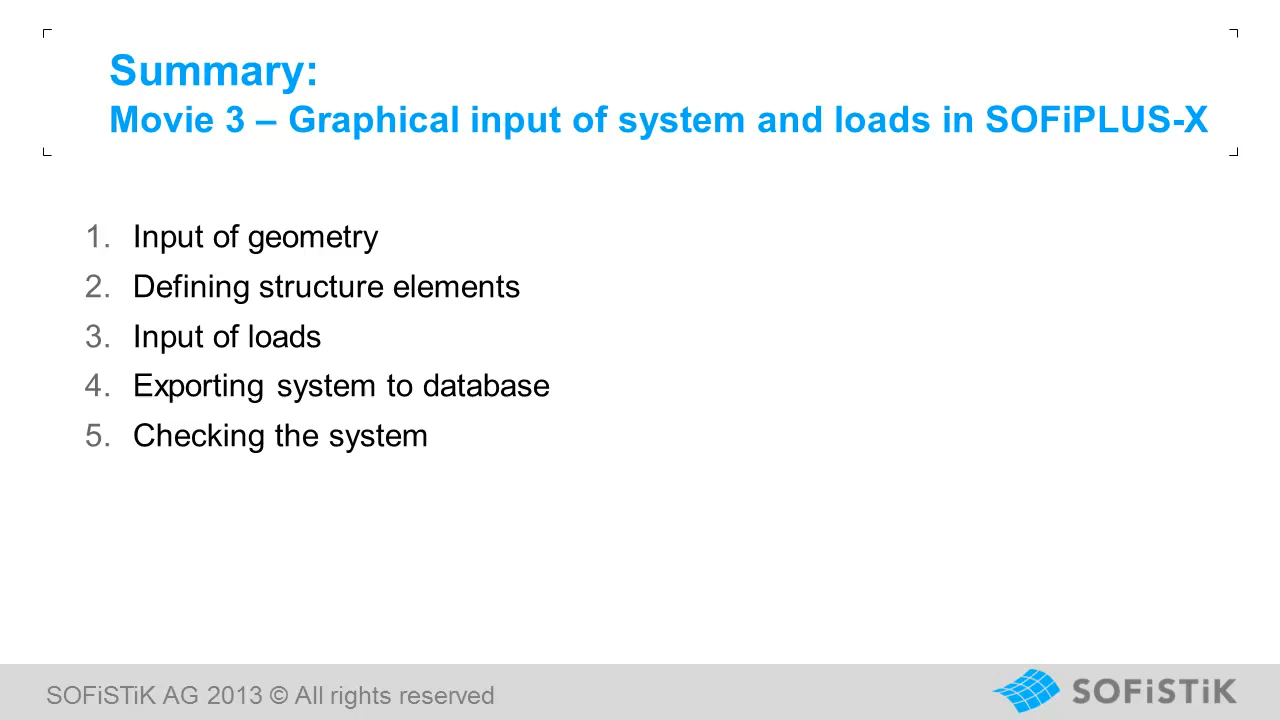 Summary:
Movie 3 – Graphical input of system and loads in SOFiPLUS-X
1. Input of geometry
2. Defining structure elements
3. Input of loads
4. Exporting system to database
5. Checking the system
SOFiSTiK AG 2013 © All rights reserved
SOFiSTiK